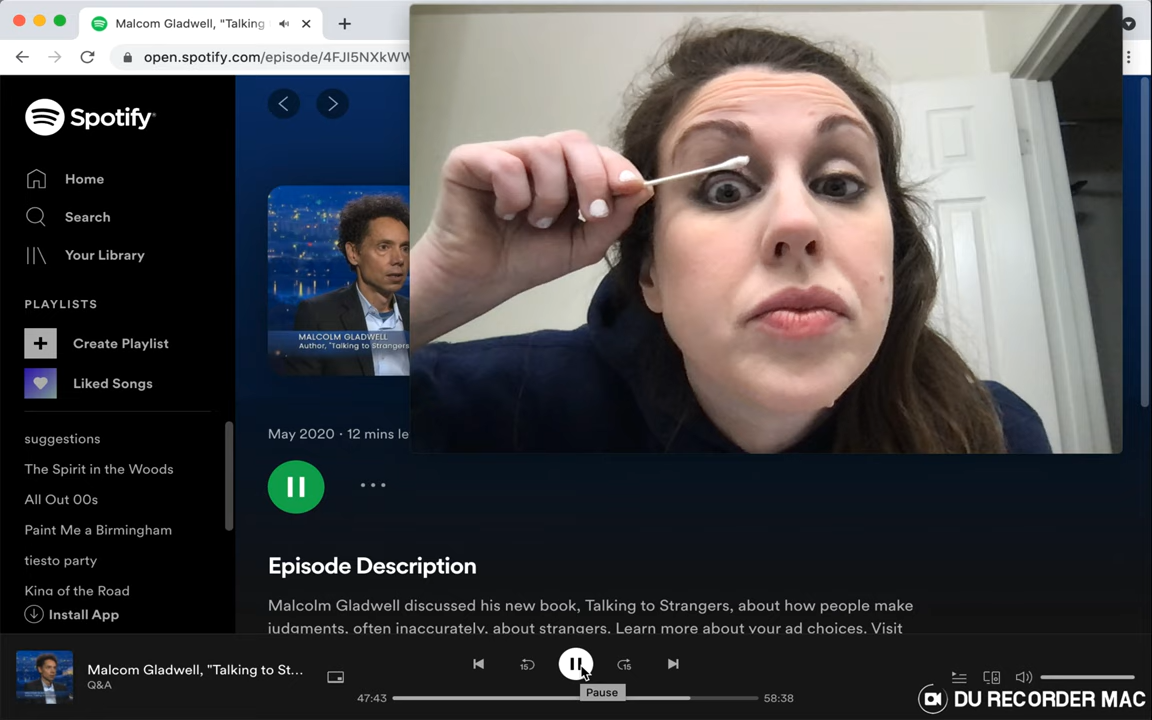 Malcom Gladwell, "Talking
open.spotify.com/episode/4FJI5NXkWW
Spotify
Home
Search
Your Library
PLAYLISTS
Create Playlist
Liked Songs
suggestions
The Spirit in the Woods
All Out 00s
Paint Me a Birmingham
tiesto party
King of the Road
Install App
MALCOLM GLADWELL
Author, "Talking to Strangers
May 2020 · 12 mins le
Episode Description
Malcolm Gladwell discussed his new book, Talking to Strangers, about how people make
judgments, often inaccurately, about strangers. Learn more about your ad choices. Visit
Malcom Gladwell, "Talking to St...
Q&A
15
15
Pause
47:43
58:38
DU RECORDER MAC